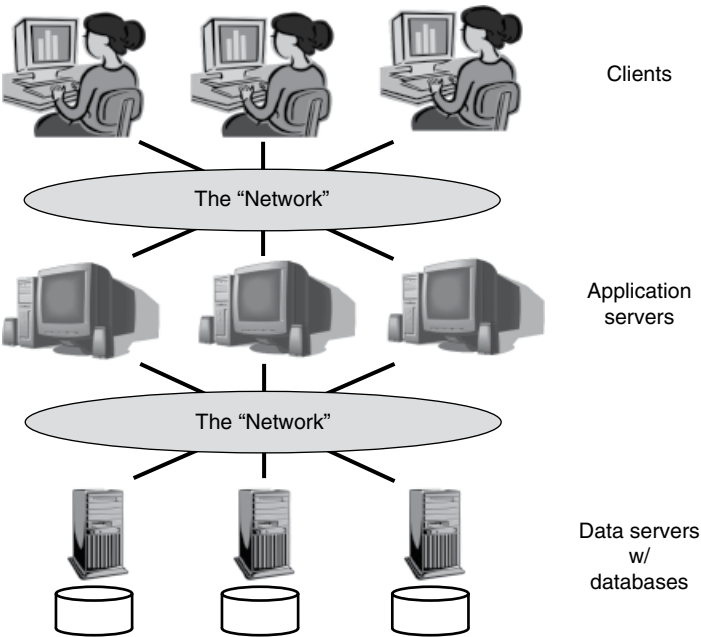 Clients
The “Network”
Application
servers
The “Network”
Data servers
w/
databases